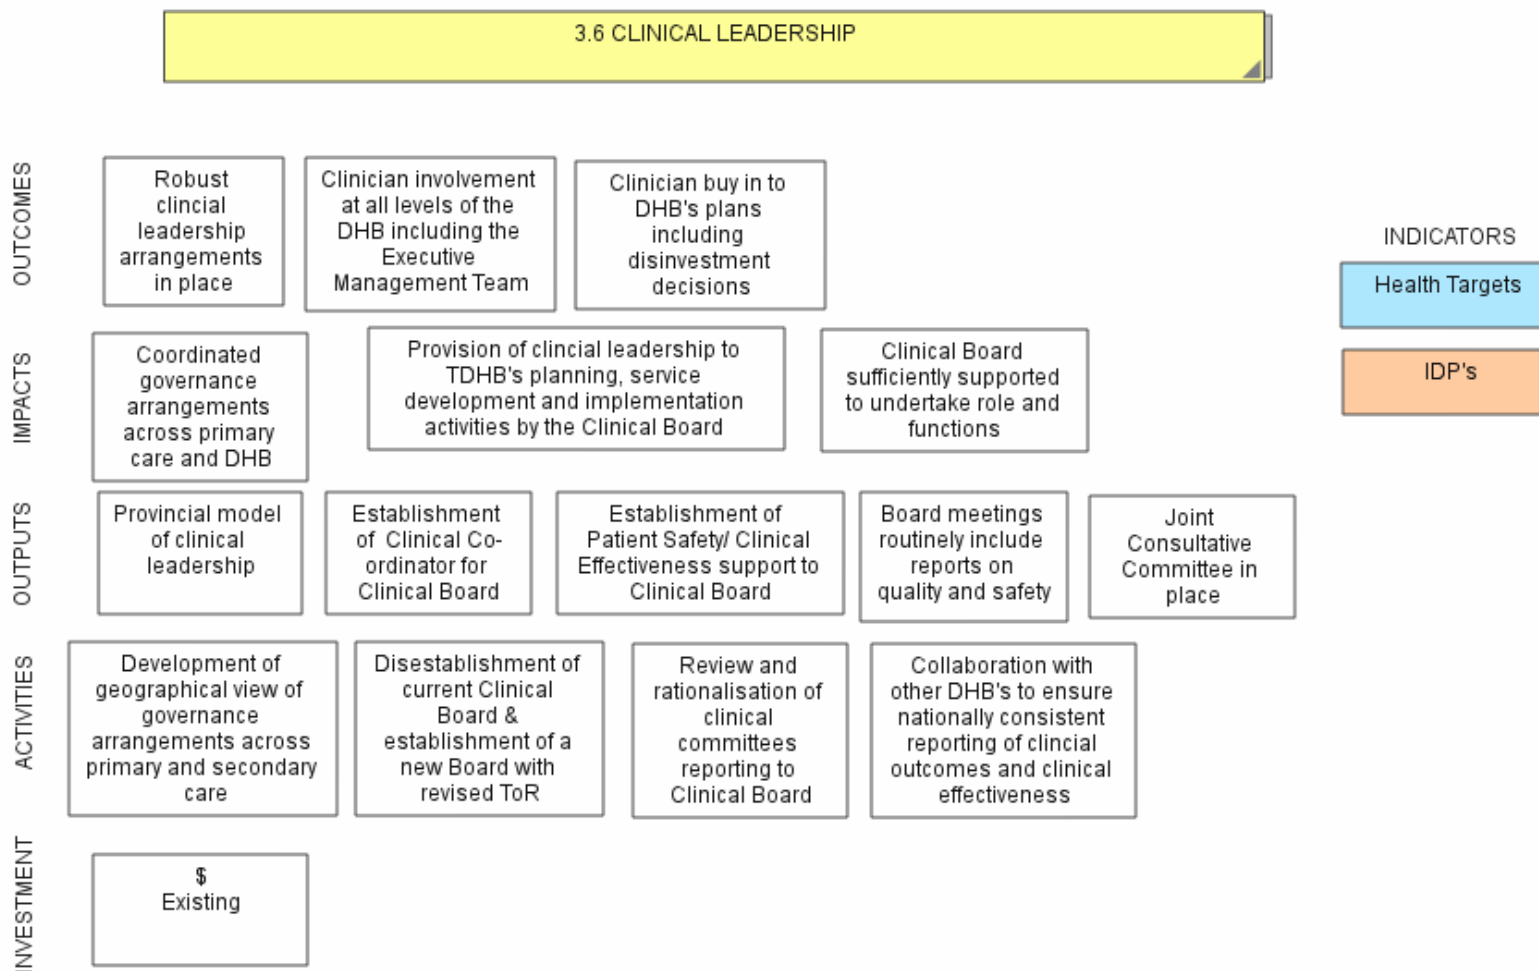 3.6 CLINICAL LEADERSHIP
OUTCOMES
Robust
clincial
leadership
arrangements
in place
Clinician involvement
at all levels of the
DHB including the
Executive
Management Team
Clinician buy in to
DHB's plans
including
disinvestment
decisions
INDICATORS
Health Targets
IDP's
IMPACTS
Coordinated
governance
arrangements
across primary
care and DHB
Provision of clincial leadership to
TDHB's planning, service
development and implementation
activities by the Clinical Board
Clinical Board
sufficiently supported
to undertake role and
functions
OUTPUTS
Provincial model
of clinical
leadership
Establishment
of Clinical Co-
ordinator for
Clinical Board
Establishment of
Patient Safety/ Clinical
Effectiveness support to
Clinical Board
Board meetings
routinely include
reports on
quality and safety
Joint
Consultative
Committee in
place
ACTIVITIES
Development of
geographical view of
governance
arrangements across
primary and secondary
care
Disestablishment of
current Clinical
Board &
establishment of a
new Board with
revised ToR
Review and
rationalisation of
clinical
committees
reporting to
Clinical Board
Collaboration with
other DHB's to ensure
nationally consistent
reporting of clincial
outcomes and clinical
effectiveness
INVESTMENT
$
Existing